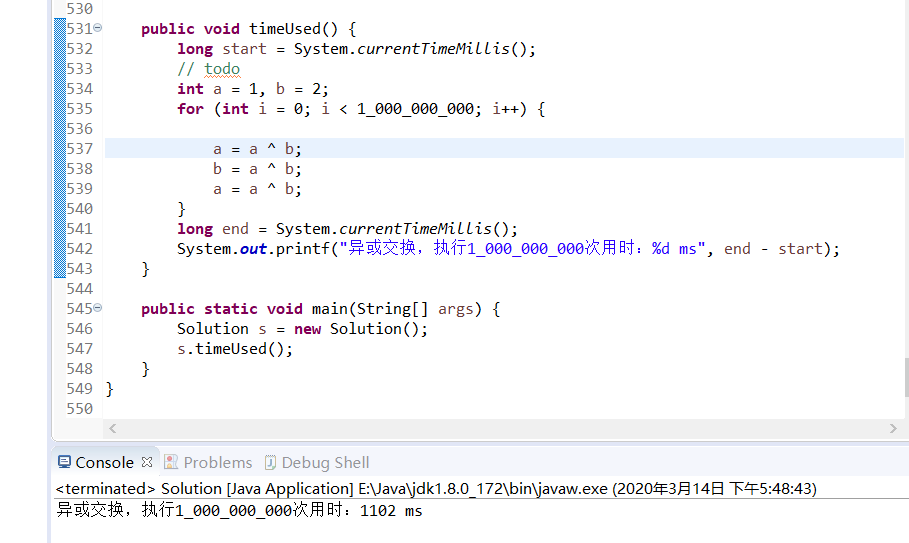 530
531 public void timeUsed() {
532 long start = System.currentTimeMillis();
533 // todo
534 int a = 1, b = 2;
535 for (int i = 0; i < 1_000_000_000; i++) {
536
537 a = a ^ b;
538 b = a ^ b;
539 a = a ^ b;
540 }
541 long end = System.currentTimeMillis();
542 System.out.printf("异或交换，执行1_000_000_000次用时：%d ms", end - start);
543 }
544
545 public static void main(String[] args) {
546 Solution s = new Solution();
547 s.timeUsed();
548 }
549 }
550
Console Problems Debug Shell
<terminated> Solution [Java Application] E:\Java\jdk1.8.0_172\bin\javaw.exe (2020年3月14日 下午5:48:43)
异或交换，执行1_000_000_000次用时：1102 ms